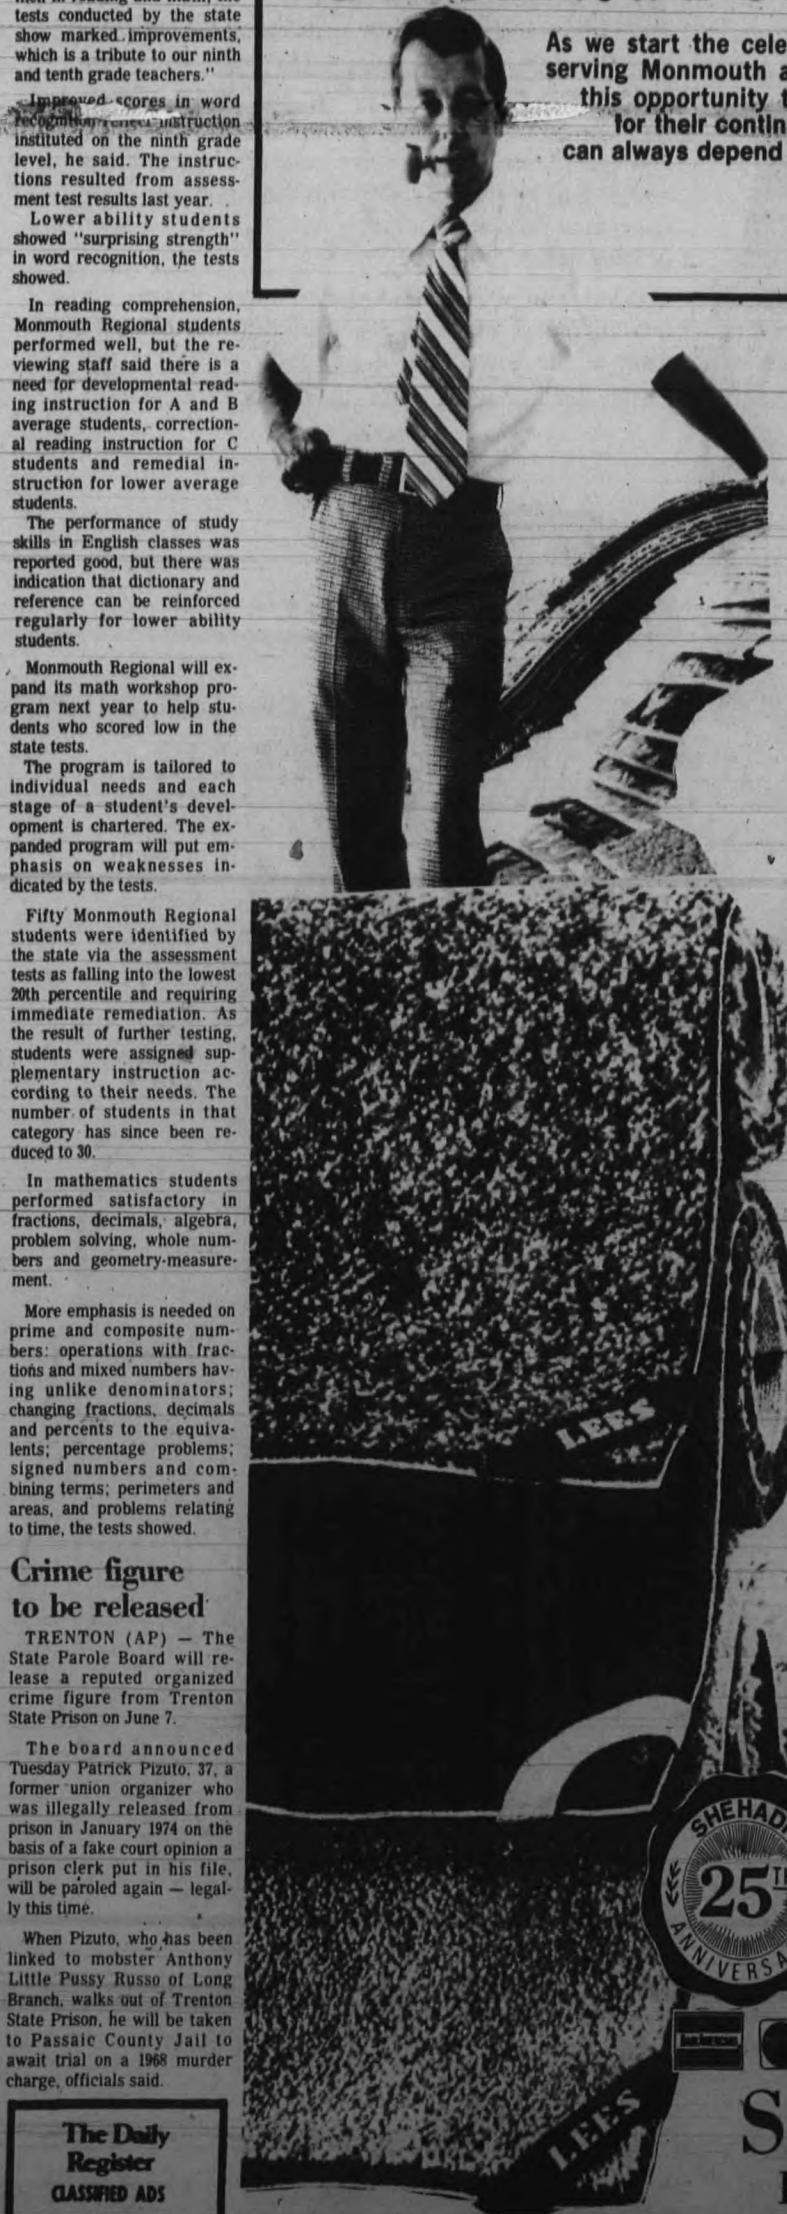 tests conducted by the state
show marked improvements,
which is a tribute to our ninth
and tenth grade teachers."
Improved scores in word
recognition instruction
instituted on the ninth grade
level, he said. The instruc-
tions resulted from assess-
ment test results last year.
Lower ability students
showed "surprising strength"
in word recognition, the tests
showed.
In reading comprehension,
Monmouth Regional students
performed well, but the re-
viewing staff said there is a
need for developmental read-
ing instruction for A and B
average students, correction-
al reading instruction for C
students and remedial in-
struction for lower average
students.
The performance of study
skills in English classes was
reported good, but there was
indication that dictionary and
reference can be reinforced
regularly for lower ability
students.
Monmouth Regional will ex-
pand its math workshop pro-
gram next year to help stu-
dents who scored low in the
state tests.
The program is tailored to
individual needs and each
stage of a student's devel-
opment is chartered. The ex-
panded program will put em-
phasis on weaknesses in-
dicated by the tests.
Fifty Monmouth Regional
students were identified by
the state via the assessment
tests as falling into the lowest
20th percentile and requiring
immediate remediation. As
the result of further testing,
students were assigned sup-
plementary instruction ac-
cording to their needs. The
number of students in that
category has since been re-
duced to 30.
In mathematics students
performed satisfactory in
fractions, decimals, algebra,
problem solving, whole num-
bers and geometry-measure-
ment.
More emphasis is needed on
prime and composite num-
bers: operations with frac-
tions and mixed numbers hav-
ing unlike denominators;
changing fractions, decimals
and percents to the equiva-
lents; percentage problems;
signed numbers and com-
bining terms; perimeters and
areas, and problems relating
to time, the tests showed.
Crime figure
to be released
TRENTON (AP) — The
State Parole Board will re-
lease a reputed organized
crime figure from Trenton
State Prison on June 7.
The board announced
Tuesday Patrick Pizuto, 37, a
former union organizer who
was illegally released from
prison in January 1974 on the
basis of a fake court opinion a
prison clerk put in his file,
will be paroled again — legal-
ly this time.
When Pizuto, who has been
linked to mobster Anthony
Little Pussy Russo of Long
Branch, walks out of Trenton
State Prison, he will be taken
to Passaic County Jail to
await trial on a 1968 murder
charge, officials said.
The Daily
Register
CLASSIFIED ADS
As we start the cele
serving Monmouth a
this opportunity t
for their contin
can always depend
LEES
SHEHADI
25TH
ANNIVERSA
LEES
S